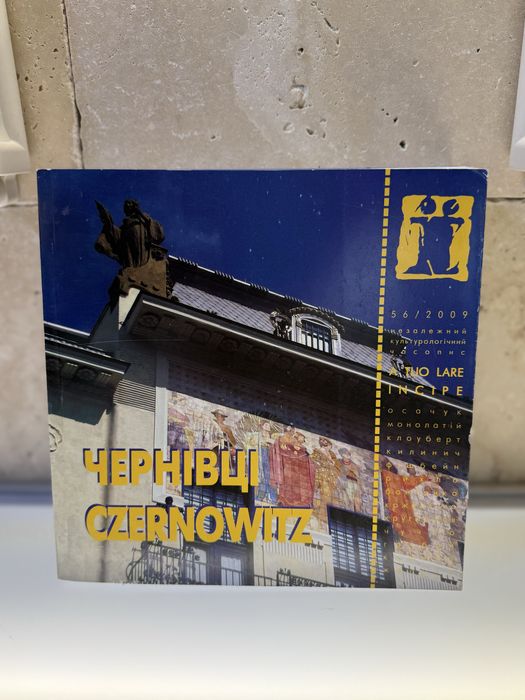 ЧЕРНІВЦІ
CZERNOWITZ
56/2009
незалежний
культурологічний
часопис
A TUO LARE
INCIPE
осачук
монолатій
клоуберт
килинич